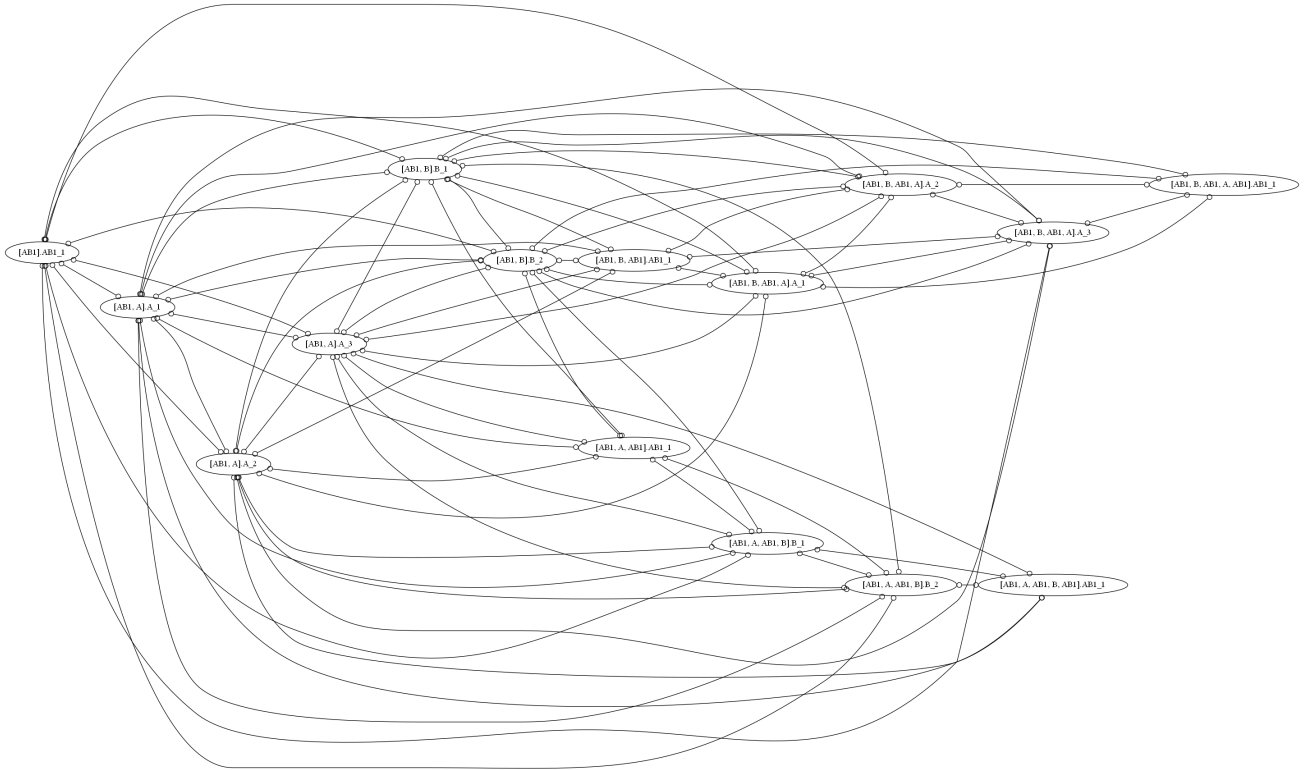 [AB1, B].B_1
[AB1, B, AB1, A].A_2
[AB1, B, AB1, A, AB1].AB1_1
[AB1, B, AB1, A].A_3
[AB1].AB1_1
[AB1, B].B_2
[AB1, B, AB1].AB1_1
[AB1, B, AB1, A].A_1
[AB1, A].A_1
[AB1, A].A_3
[AB1, A, AB1].AB1_1
[AB1, A].A_2
[AB1, A, AB1, B].B_1
[AB1, A, AB1, B].B_2
[AB1, A, AB1, B, AB1].AB1_1